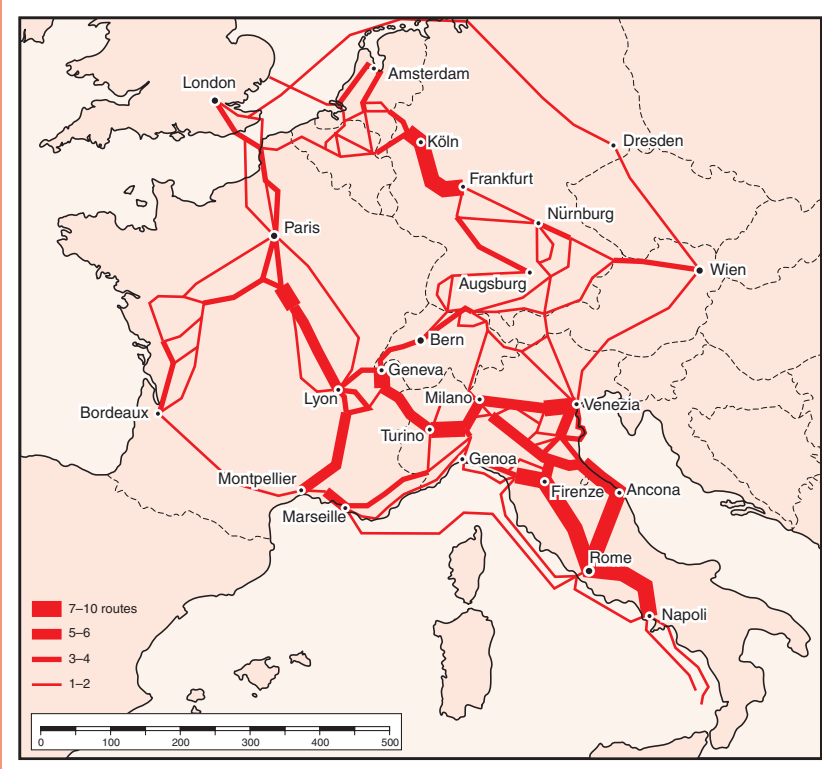 London
Amsterdam
Köln
Dresden
Frankfurt
Nürnburg
Paris
Wien
Augsburg
Bern
Geneva
Lyon
Milano
Venezia
Bordeaux
Turino
Genoa
Montpellier
Firenze
Ancona
Marseille
Rome
Napoli
7–10 routes
5–6
3–4
1–2
0 100 200 300 400 500